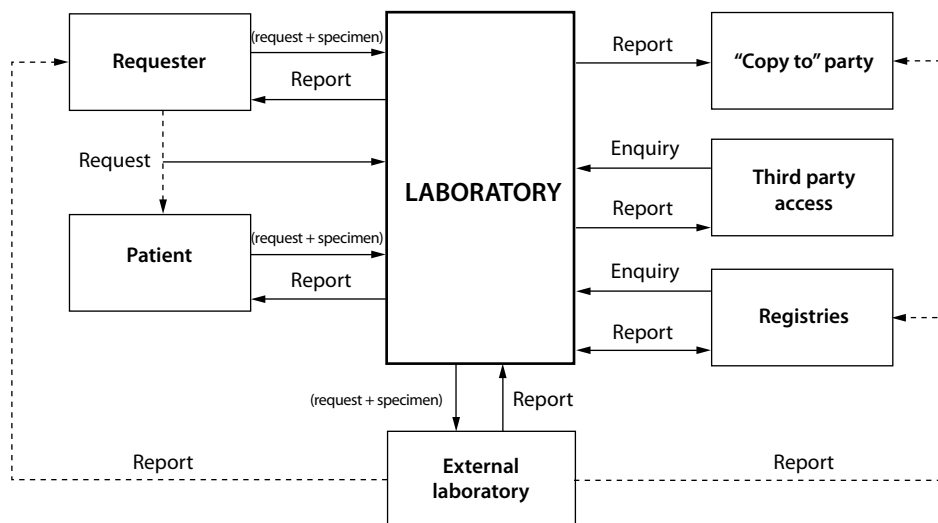 Requester
(request + specimen)
Report
Request
Patient
(request + specimen)
Report
LABORATORY
Report
“Copy to” party
Enquiry
Third party
access
Report
Enquiry
Registries
Report
(request + specimen)
Report
Report
External
laboratory
Report